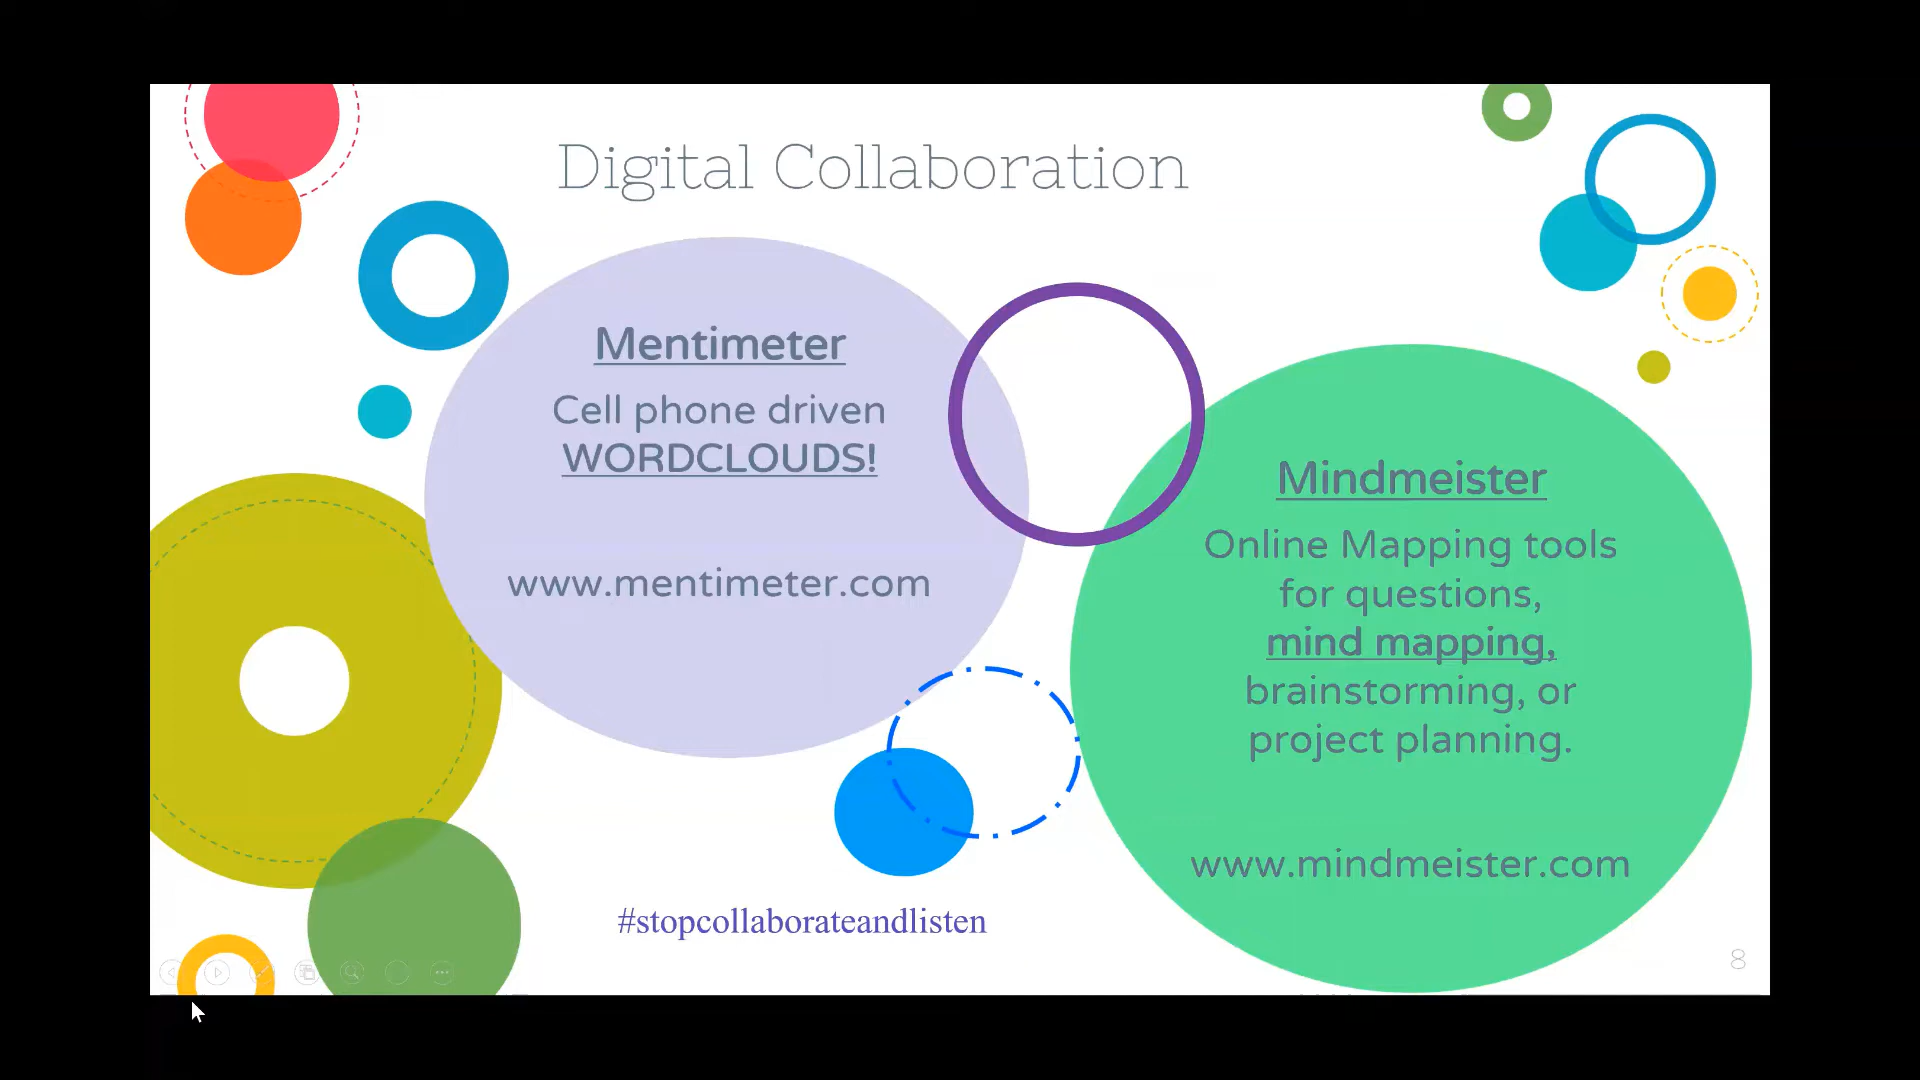 Digital Collaboration
Mentimeter
Cell phone driven
WORDCLOUDS!
www.mentimeter.com
Mindmeister
Online Mapping tools
for questions,
mind mapping,
brainstorming, or
project planning.
www.mindmeister.com
#stopcollaborateandlisten
8